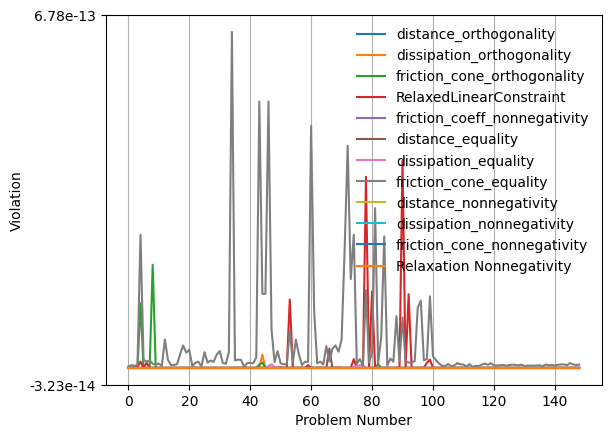 6.78e-13
distance_orthogonality
dissipation_orthogonality
friction_cone_orthogonality
RelaxedLinearConstraint
friction_coeff_nonnegativity
distance_equality
dissipation_equality
friction_cone_equality
distance_nonnegativity
dissipation_nonnegativity
friction_cone_nonnegativity
Relaxation Nonnegativity
Violation
-3.23e-14
0 20 40 60 80 100 120 140
Problem Number